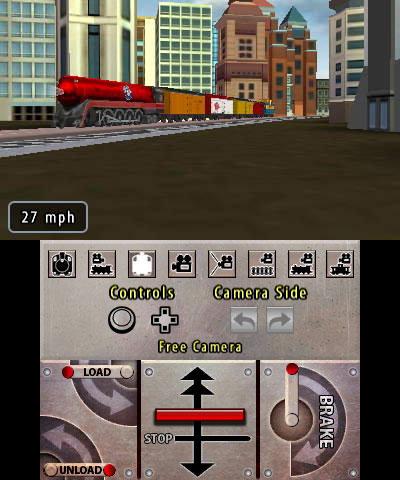 27 mph
Controls
Camera Side
Free Camera
LOAD
UNLOAD
STOP
BRAKE